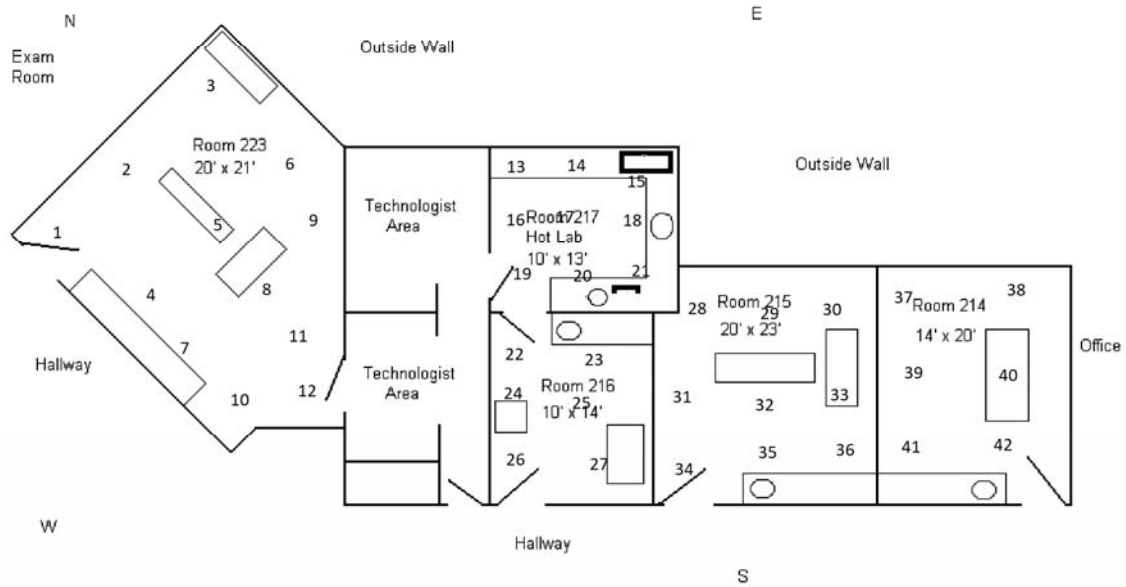 N
E
Exam
Room
Outside Wall
3
Room 223
20' x 21'
2
6
5
9
1
8
4
11
7
10
12
Hallway
Technologist
Area
Technologist
Area
13
14
15
16
17
18
Room 217
Hot Lab
10' x 13'
19
20
21
Outside Wall
22
23
24
Room 216
25
10' x 14'
26
27
28
Room 215
29
30
20' x 23'
31
32
33
34
35
36
37
38
Room 214
14' x 20'
39
40
41
42
Office
W
Hallway
S